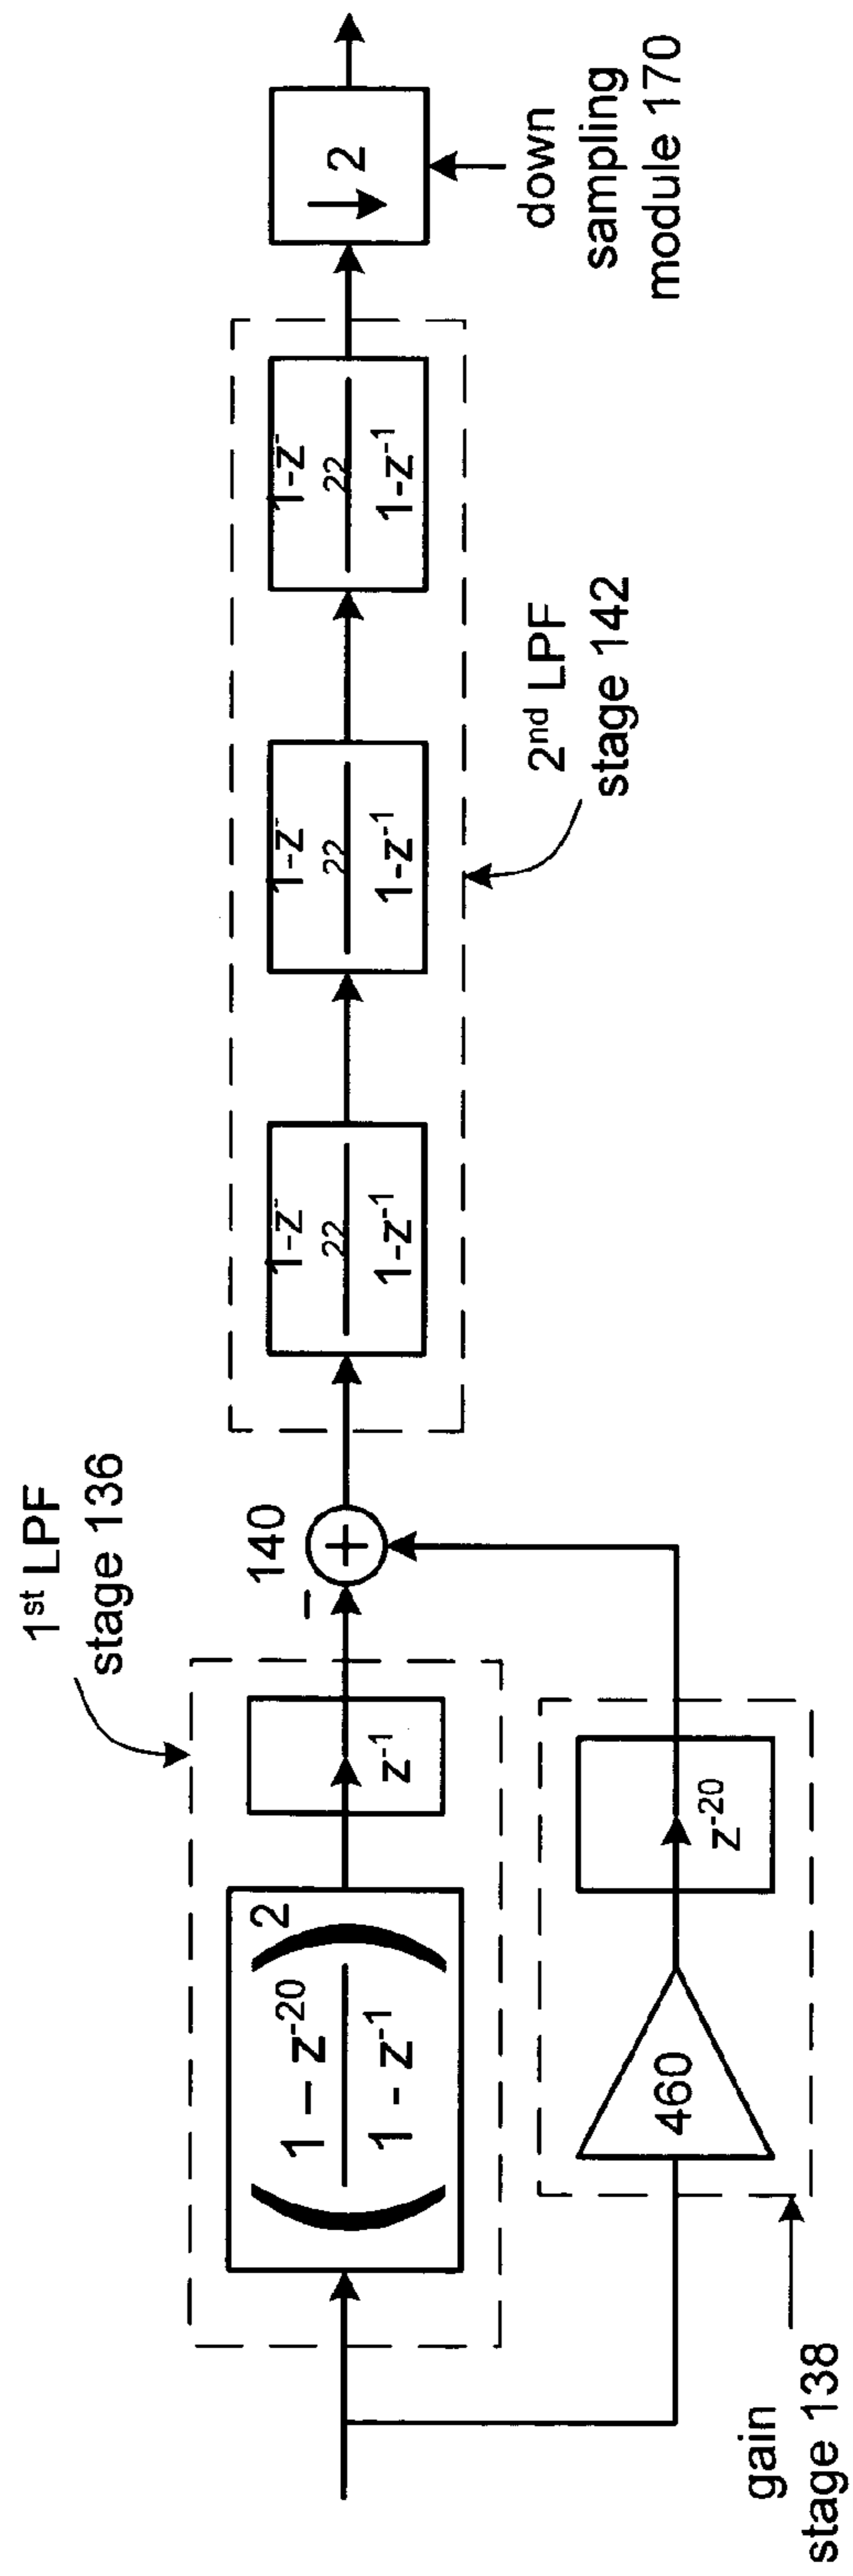 1st LPF
stage 136
1 – z-20
1 - z-1
2
z-1
–
140
+
460
z-20
gain
stage 138
1-z-
22
1-z-1
1-z-
22
1-z-1
1-z-
22
1-z-1
2nd LPF
stage 142
2
down
sampling
module 170